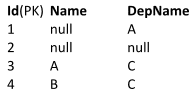 Id(PK) Name DepName
1 null A
2 null null
3 A C
4 B C